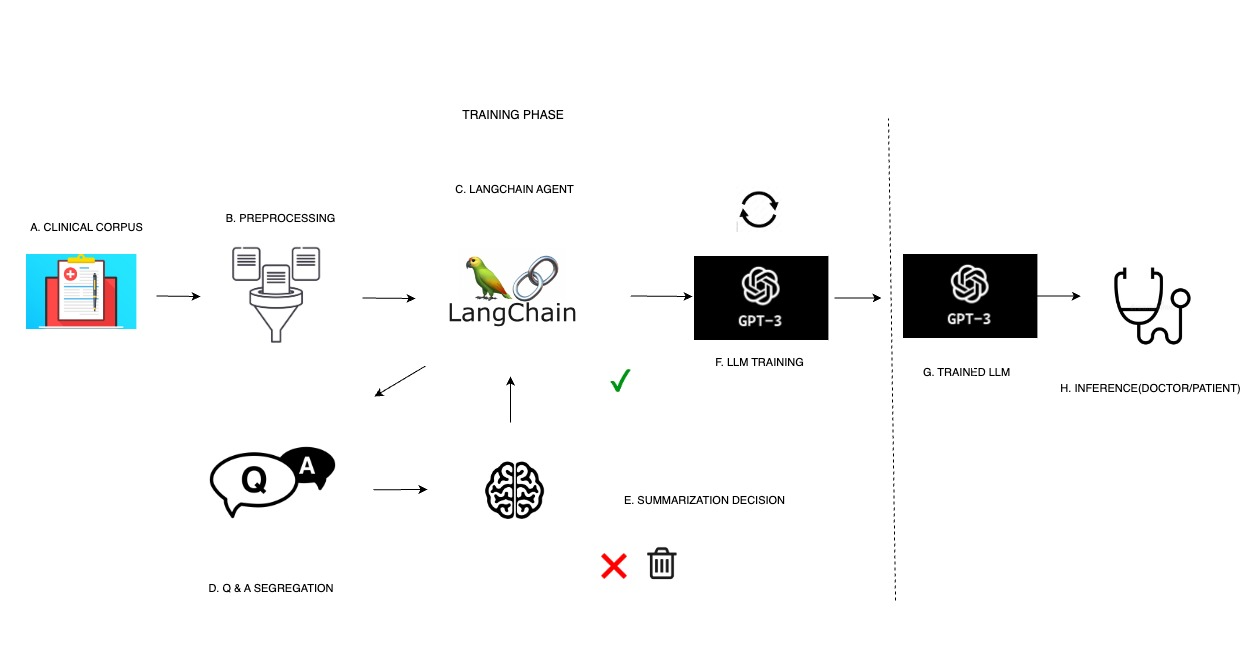 TRAINING PHASE
C. LANGCHAIN AGENT
A. CLINICAL CORPUS
B. PREPROCESSING
LangChain
GPT-3
GPT-3
F. LLM TRAINING
G. TRAINED LLM
H. INFERENCE(DOCTOR/PATIENT)
Q
A
E. SUMMARIZATION DECISION
D. Q & A SEGREGATION